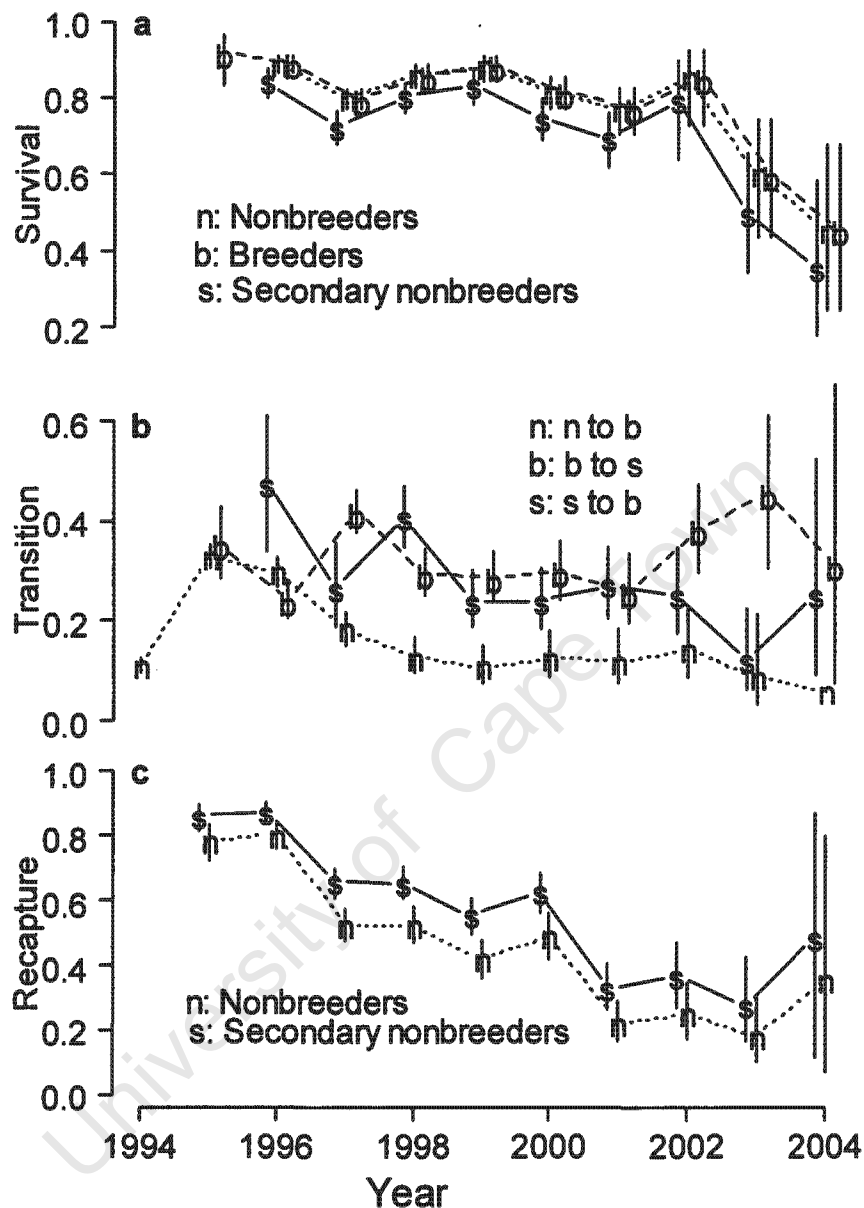 a
1.0
0.8
0.6
0.4
0.2
Survival
n: Nonbreeders
b: Breeders
s: Secondary nonbreeders
b
0.6
0.4
0.2
0.0
Transition
n: n to b
b: b to s
s: s to b
c
1.0
0.8
0.6
0.4
0.2
0.0
Recapture
n: Nonbreeders
s: Secondary nonbreeders
1994 1996 1998 2000 2002 2004
Year
University of Cape Town